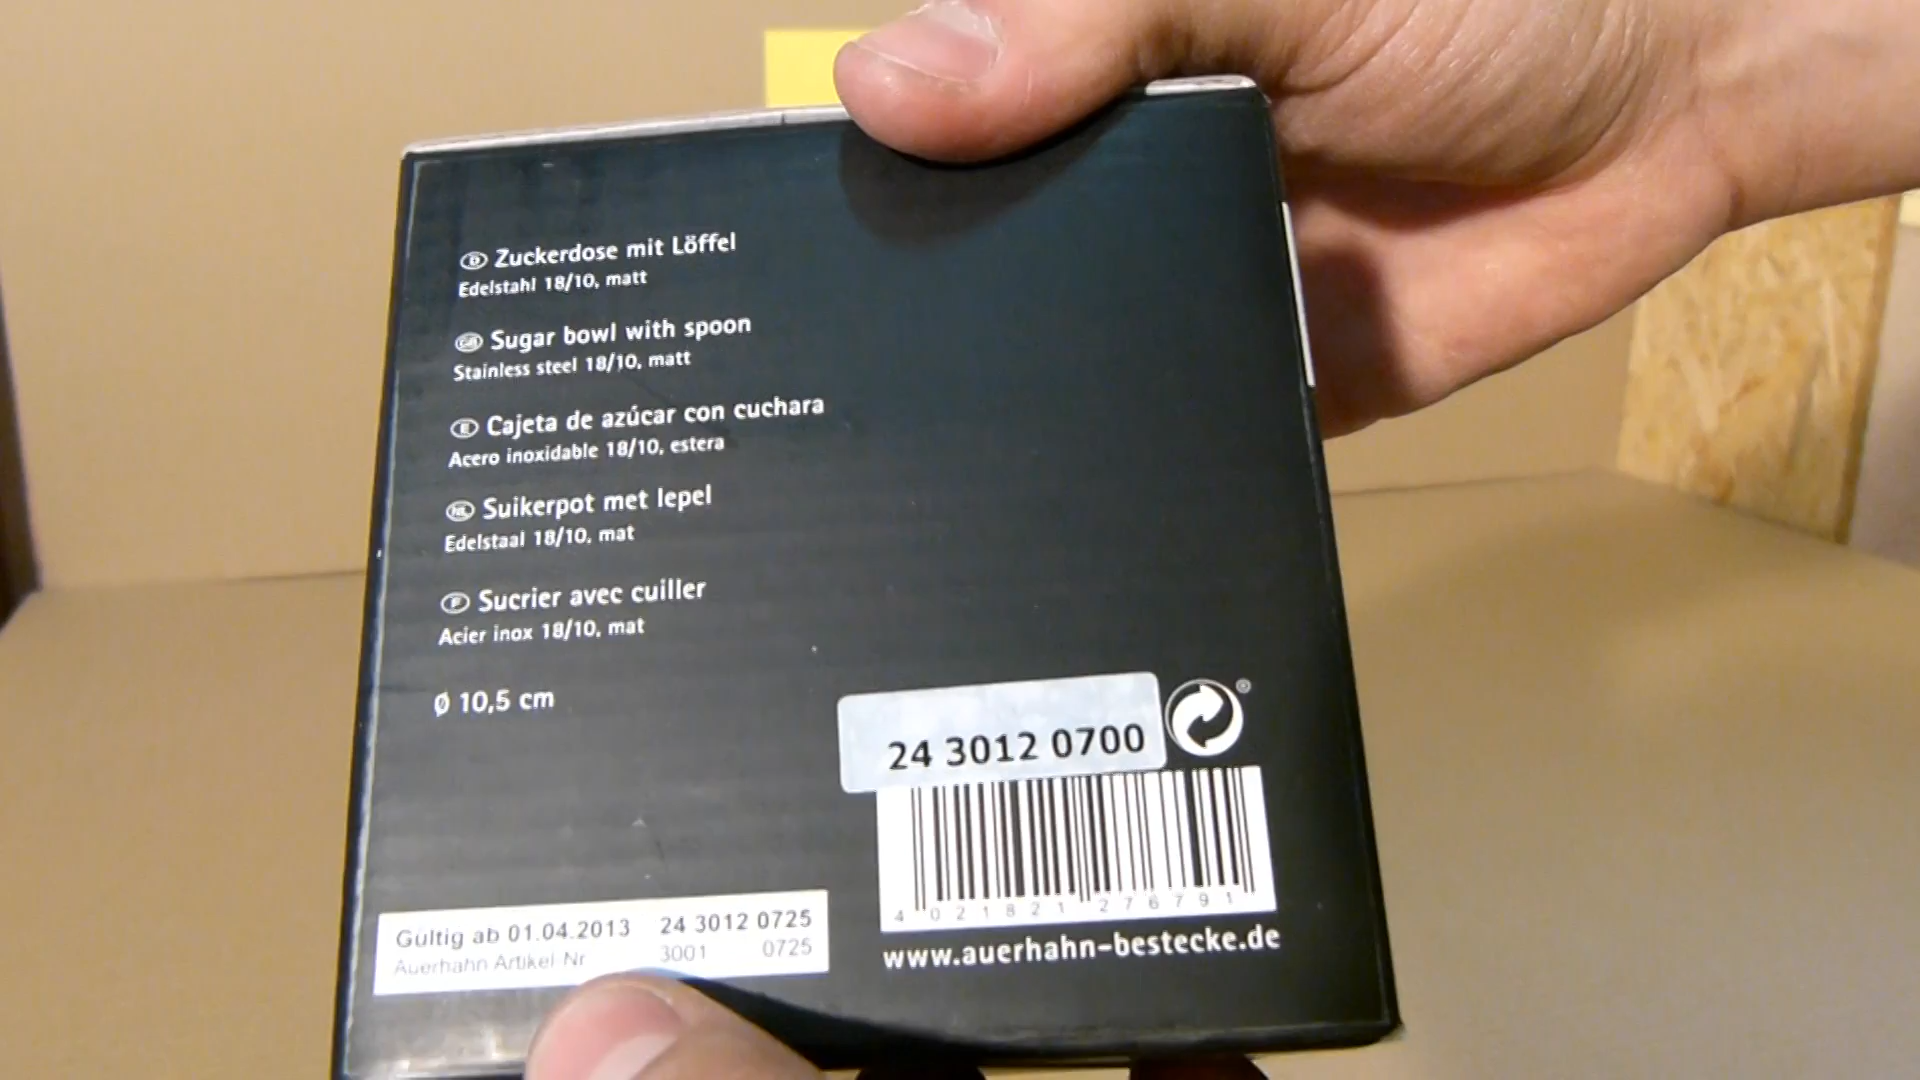 D Zuckerdose mit Löffel
Edelstahl 18/10, matt
GB Sugar bowl with spoon
Stainless steel 18/10, matt
E Cajeta de azúcar con cuchara
Acero inoxidable 18/10, estera
NL Suikerpot met lepel
Edelstaal 18/10, mat
F Sucrier avec cuiller
Acier inox 18/10, mat
Ø 10,5 cm
24 3012 0700
4 021821 276791
www.auerhahn-bestecke.de
Gültig ab 01.04.2013 24 3012 0725
Auerhahn Artikel-Nr 3001 0725